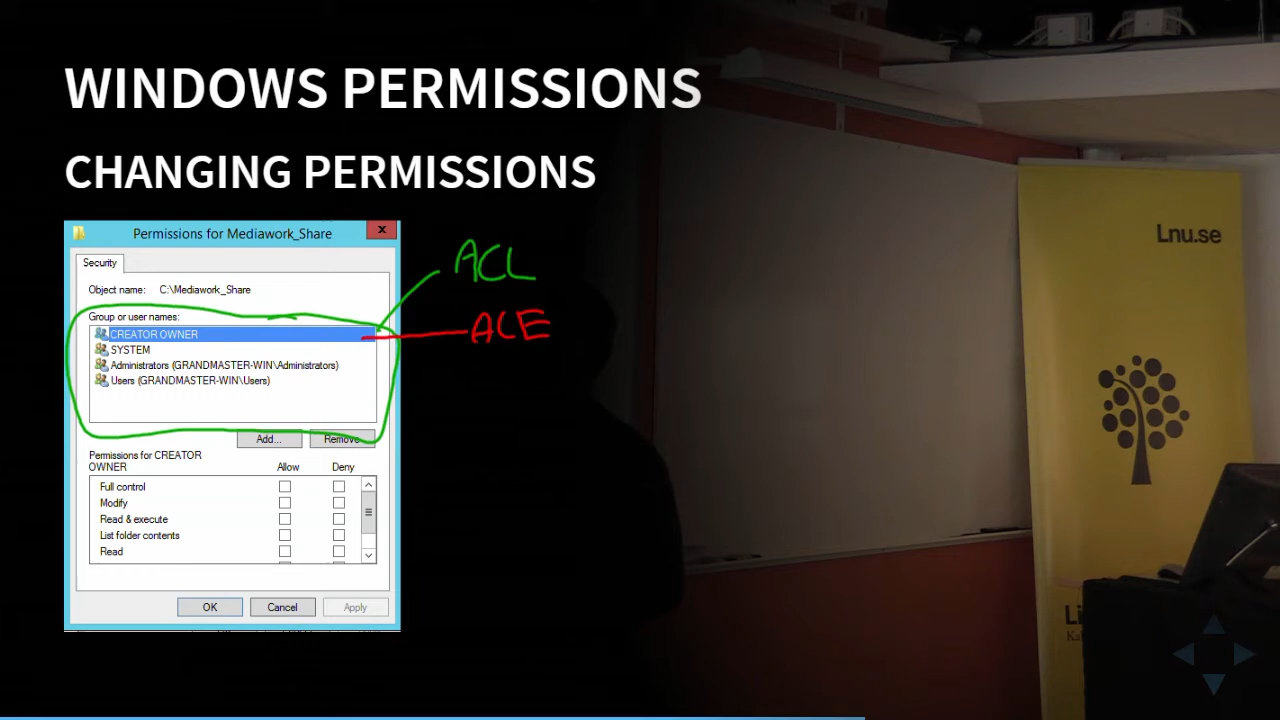 WINDOWS PERMISSIONS
CHANGING PERMISSIONS
Permissions for Mediawork_Share
Security
Object name: C:\Mediawork_Share
Group or user names:
CREATOR OWNER
SYSTEM
Administrators (GRANDMASTER-WIN\Administrators)
Users (GRANDMASTER-WIN\Users)
Add... Remove
Permissions for CREATOR
OWNER Allow Deny
Full control
Modify
Read & execute
List folder contents
Read
OK Cancel Apply
ACL
ACE
Lnu.se